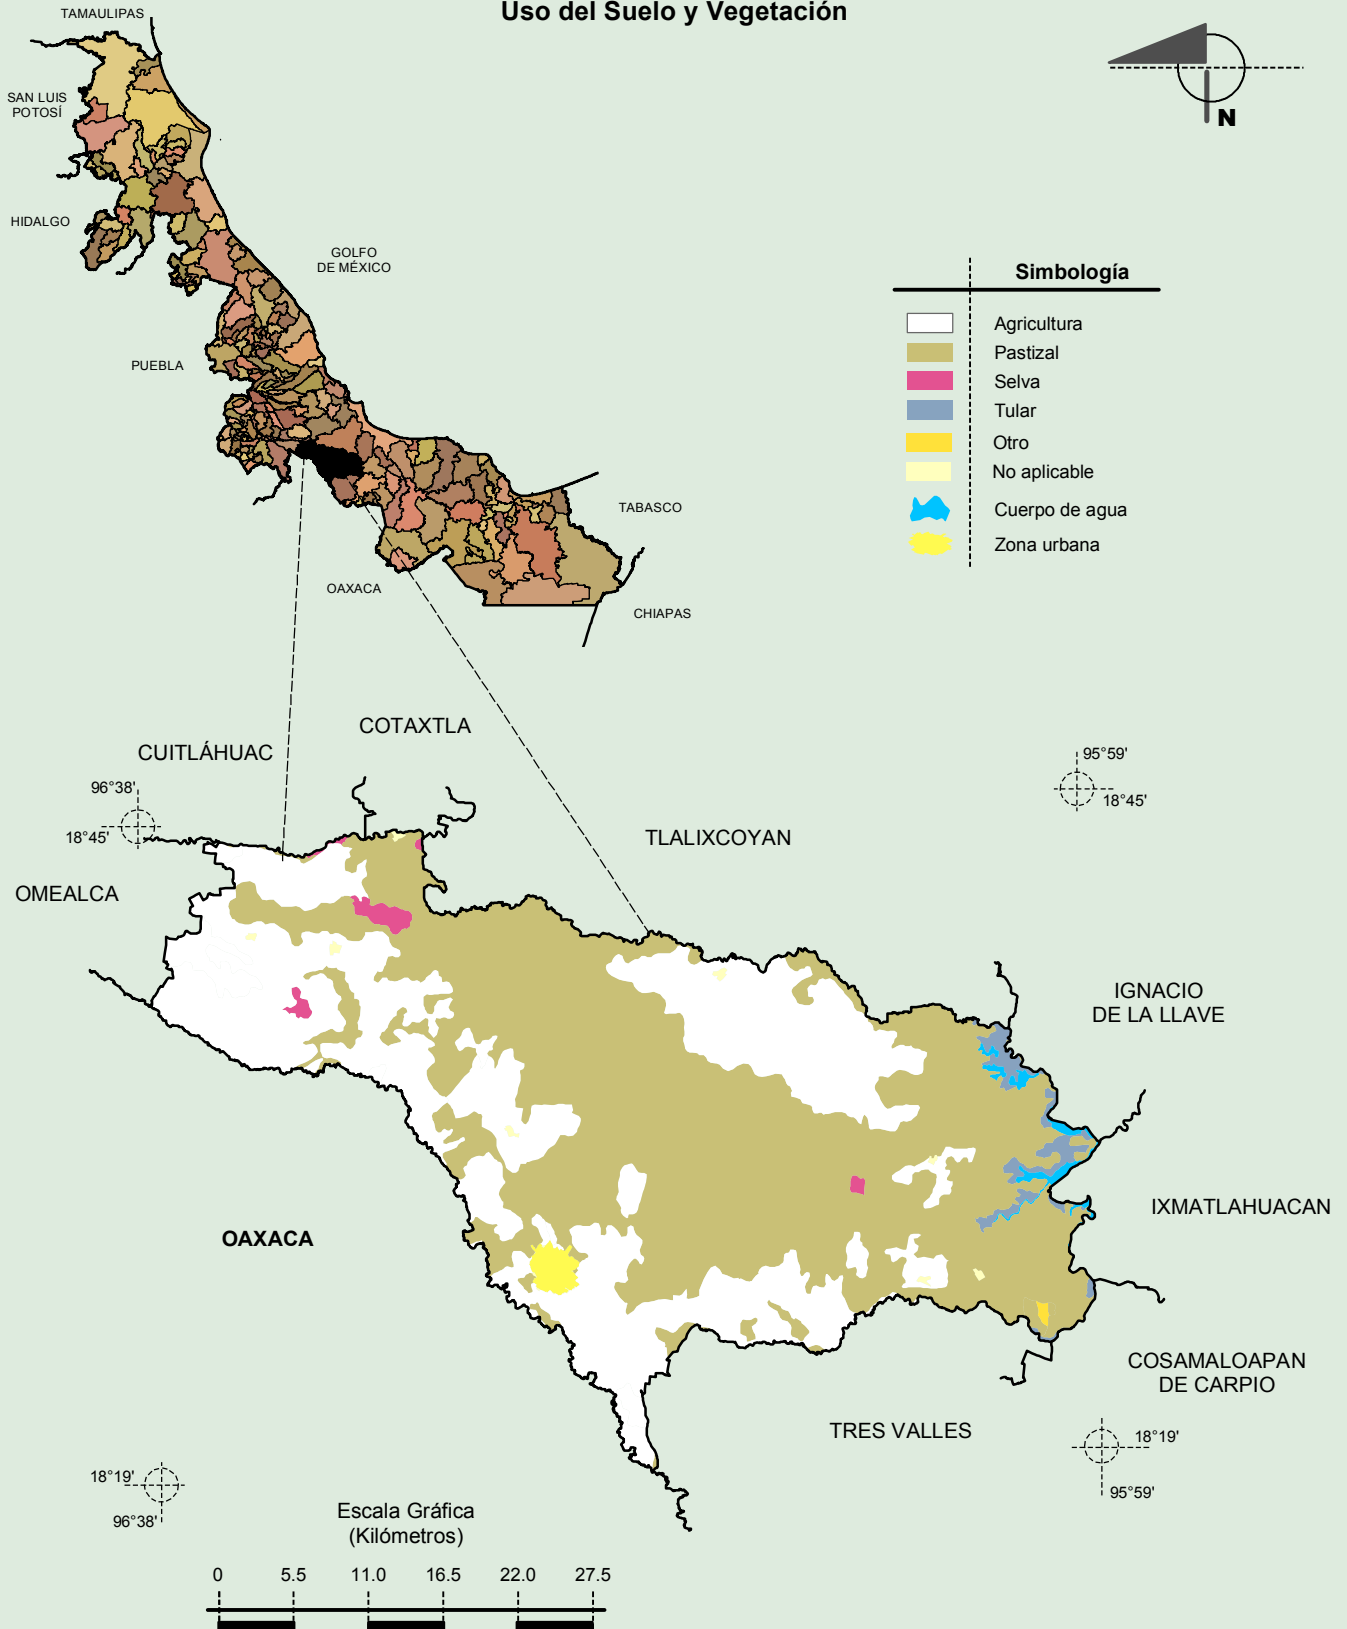 Uso del Suelo y Vegetación
TAMAULIPAS
SAN LUIS
POTOSÍ
HIDALGO
GOLFO
DE MÉXICO
PUEBLA
TABASCO
OAXACA
CHIAPAS
N
Simbología
Agricultura
Pastizal
Selva
Tular
Otro
No aplicable
Cuerpo de agua
Zona urbana
COTAXTLA
CUITLÁHUAC
96°38'
18°45'
95°59'
18°45'
TLALIXCOYAN
OMEALCA
IGNACIO
DE LA LLAVE
IXMATLAHUACAN
OAXACA
COSAMALOAPAN
DE CARPIO
TRES VALLES
18°19'
95°59'
18°19'
96°38'
Escala Gráfica
(Kilómetros)
0 5.5 11.0 16.5 22.0 27.5